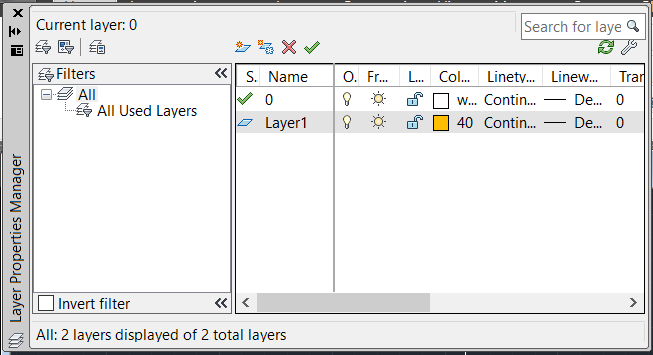 Current layer: 0
Search for laye
Filters
All
All Used Layers
Invert filter
S. Name O. Fr... L... Col... Linety... Linew... Tran
0 w... Contin... De... 0
Layer1 40 Contin... De... 0
All: 2 layers displayed of 2 total layers
Layer Properties Manager